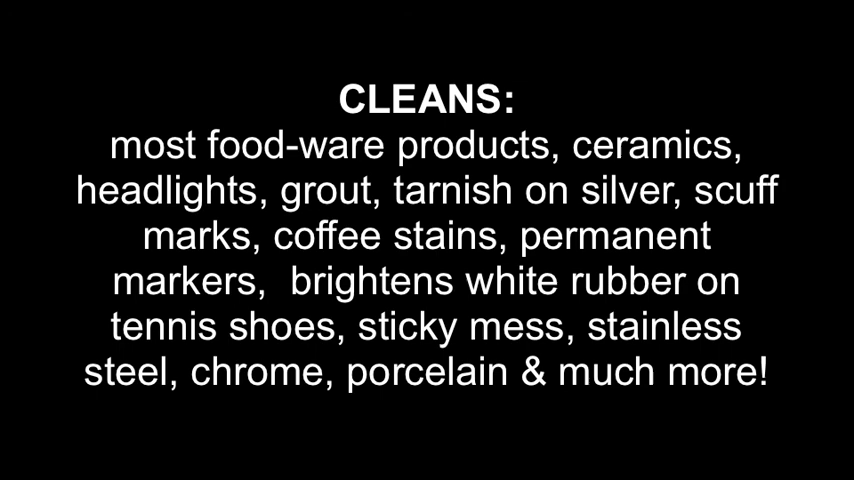 CLEANS:
most food-ware products, ceramics,
headlights, grout, tarnish on silver, scuff
marks, coffee stains, permanent
markers,  brightens white rubber on
tennis shoes, sticky mess, stainless
steel, chrome, porcelain & much more!